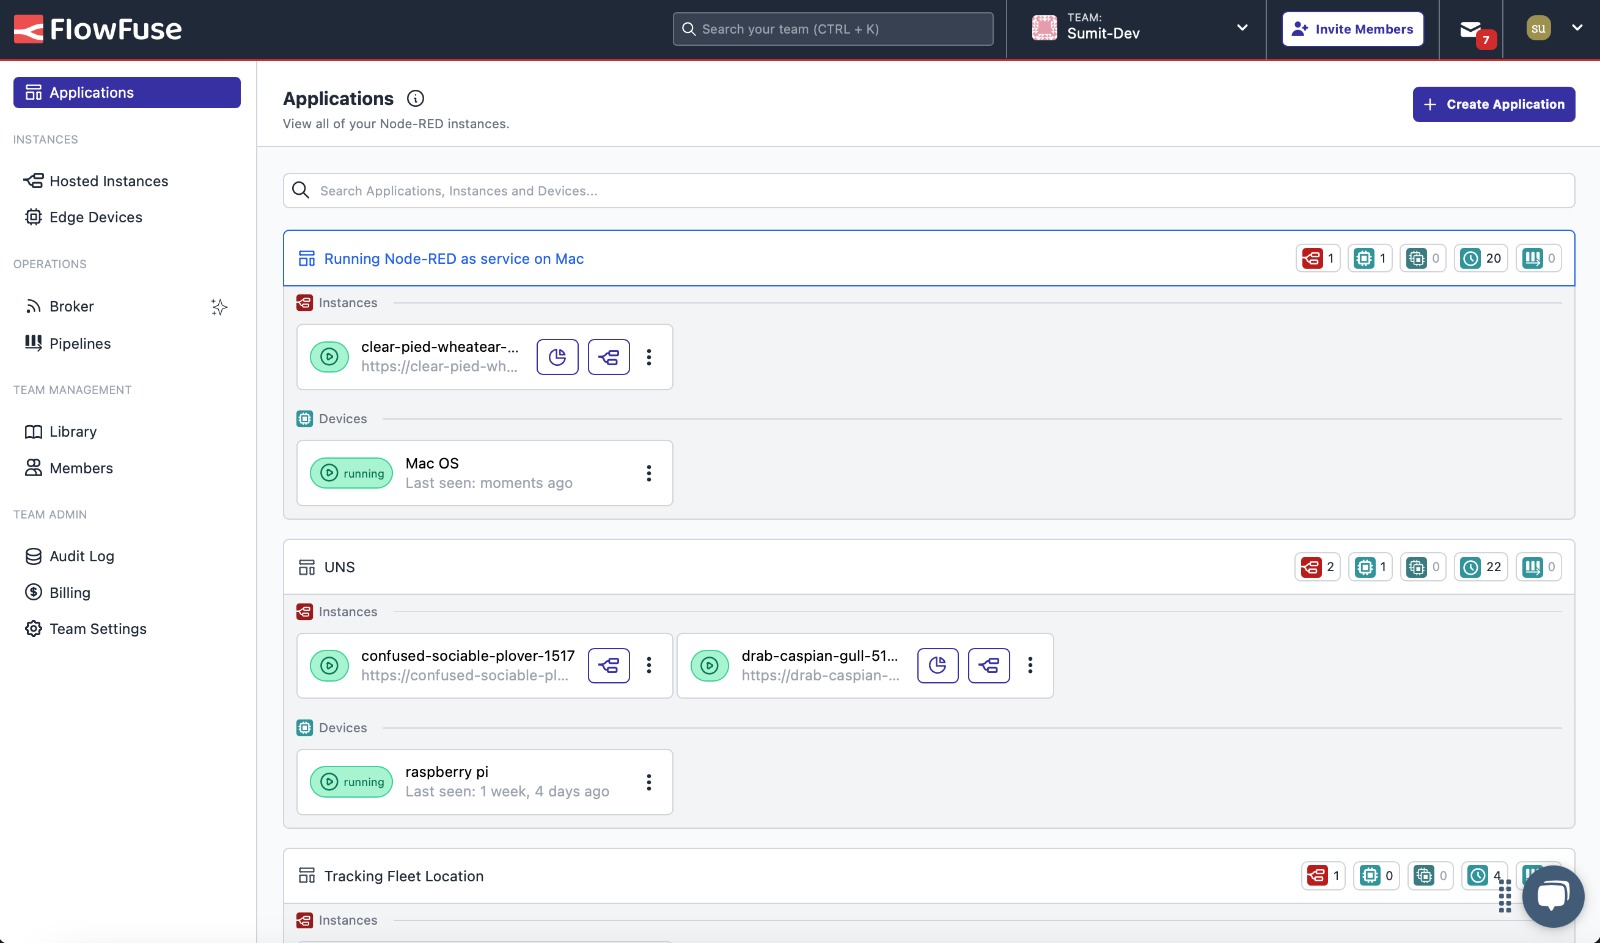 FlowFuse
Search your team (CTRL + K)
TEAM:
Sumit-Dev
Invite Members
7
su
Applications
INSTANCES
Hosted Instances
Edge Devices
OPERATIONS
Broker
Pipelines
TEAM MANAGEMENT
Library
Members
TEAM ADMIN
Audit Log
Billing
Team Settings
Applications
View all of your Node-RED instances.
+ Create Application
Search Applications, Instances and Devices...
Running Node-RED as service on Mac
1 1 0 20 0
Instances
clear-pied-wheatear-...
https://clear-pied-wh...
Devices
running
Mac OS
Last seen: moments ago
UNS
2 1 0 22 0
Instances
confused-sociable-plover-1517
https://confused-sociable-pl...
drab-caspian-gull-51...
https://drab-caspian-...
Devices
running
raspberry pi
Last seen: 1 week, 4 days ago
Tracking Fleet Location
1 0 0 4
Instances